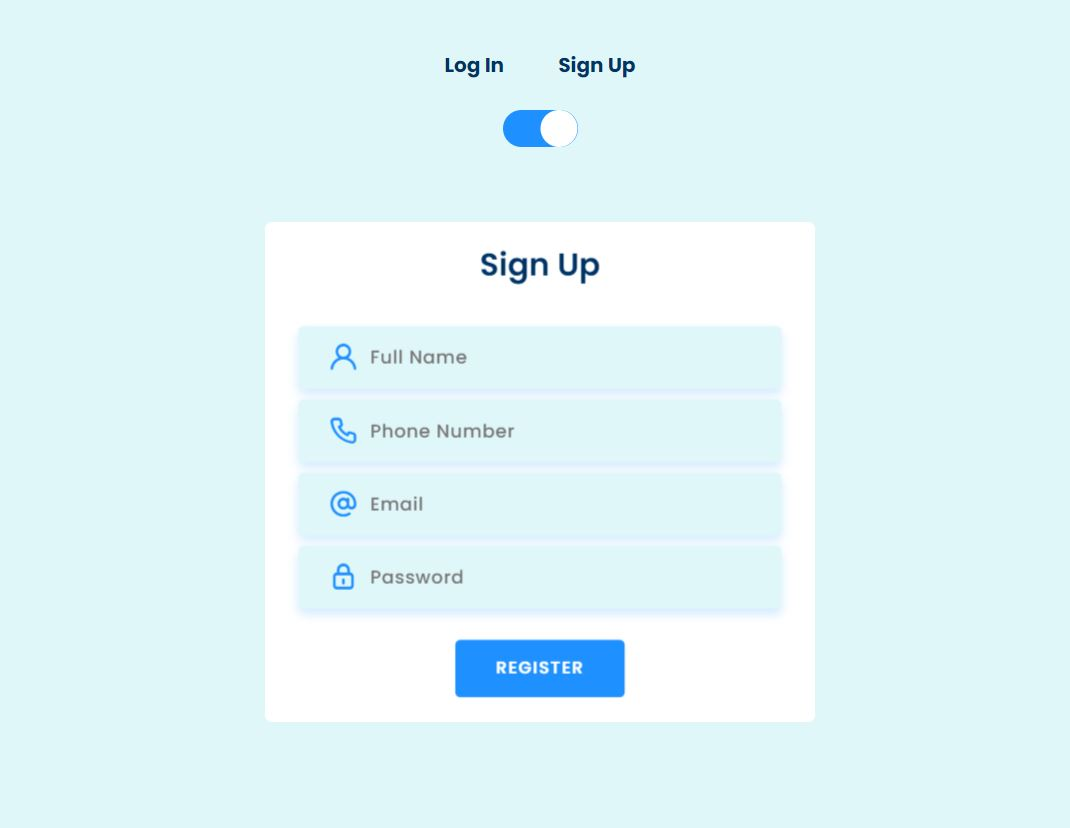 Log In Sign Up
Sign Up
Full Name
Phone Number
Email
Password
REGISTER